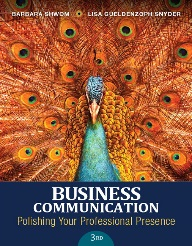 BARBARA SHWOM LISA GUELDENZOPH SNYDER
BUSINESS
COMMUNICATION
Polishing Your Professional Presence
3RD